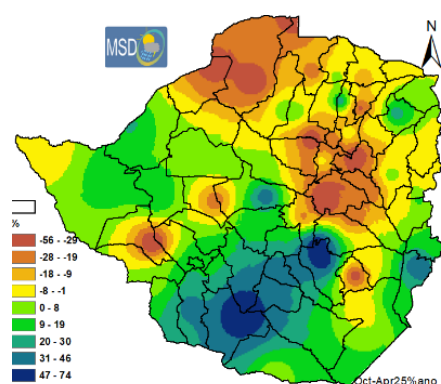 MSD
N
%
-56 - -29
-28 - -19
-18 - -9
-8 - -1
0 - 8
9 - 19
20 - 30
31 - 46
47 - 74
Oct-Apr25%ano